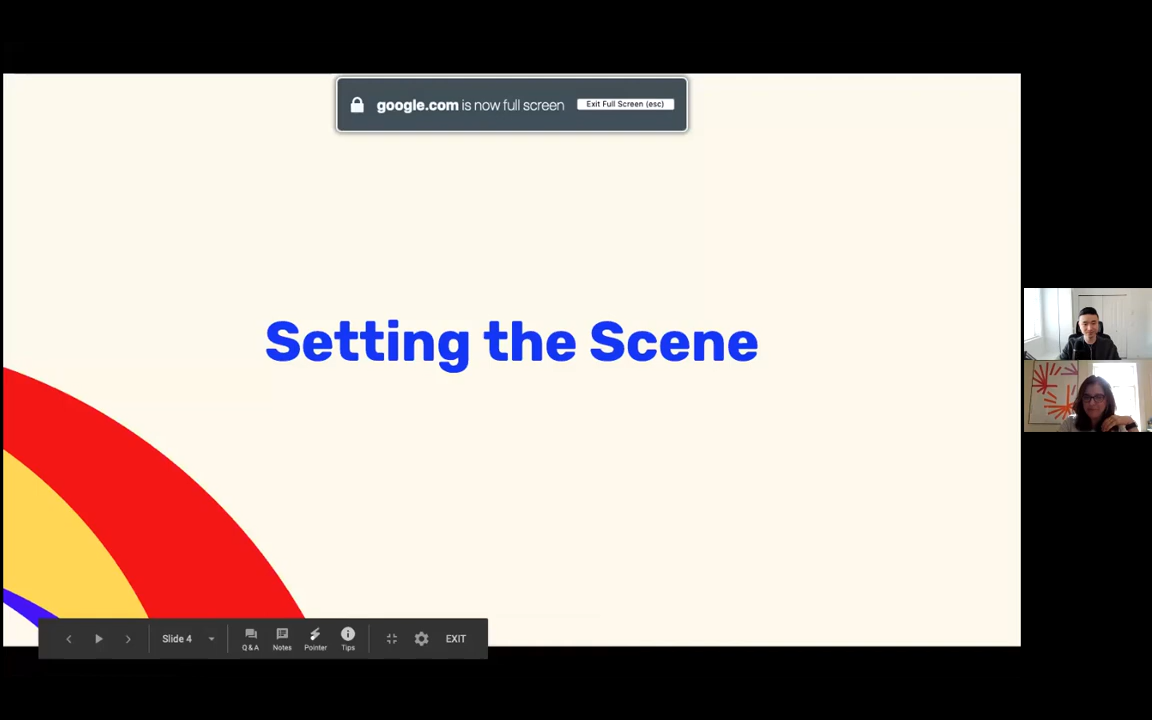 google.com is now full screen Exit Full Screen (esc)
Setting the Scene
Slide 4 Q&A Notes Pointer Tips EXIT